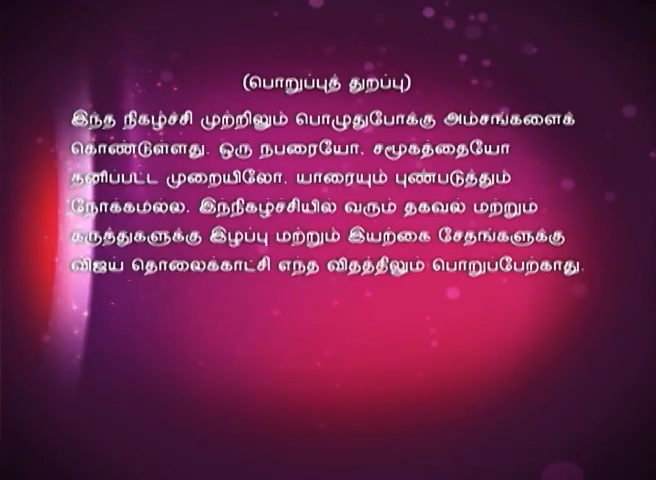 (பொறுப்புத் துறப்பு)
இந்த நிகழ்ச்சி முற்றிலும் பொழுதுபோக்கு அம்சங்களைக்
கொண்டுள்ளது. ஒரு நபரையோ, சமூகத்தையோ
தனிப்பட்ட முறையிலோ, யாரையும் புண்படுத்தும்
நோக்கமல்ல. இந்நிகழ்ச்சியில் வரும் தகவல் மற்றும்
கருத்துகளுக்கு இழப்பு மற்றும் இயற்கை சேதங்களுக்கு
விஜய் தொலைக்காட்சி எந்த விதத்திலும் பொறுப்பேற்காது.